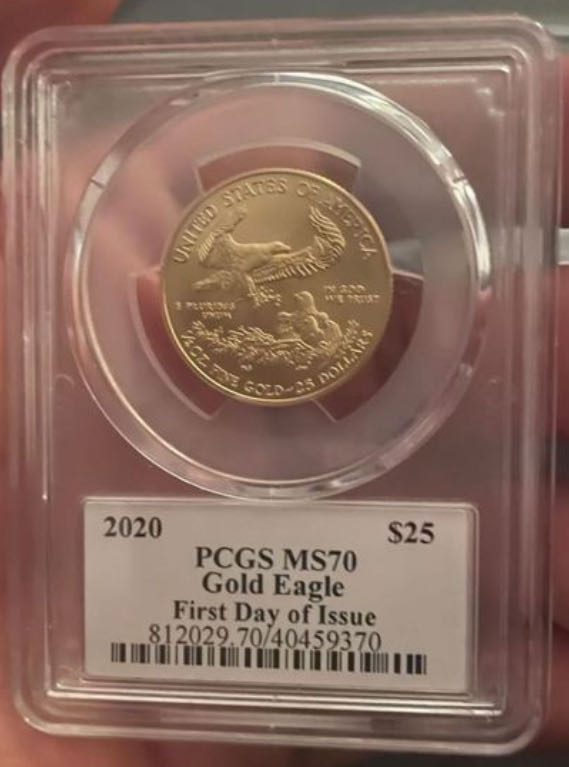 UNITED STATES OF AMERICA
E PLURIBUS
UNUM
IN GOD
WE TRUST
1/2 OZ. FINE GOLD~25 DOLLARS
2020
$25
PCGS MS70
Gold Eagle
First Day of Issue
812029.70/40459370